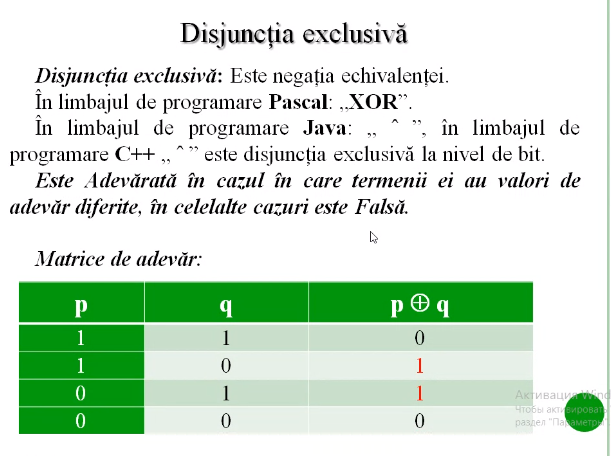 Disjuncția exclusivă
Disjuncția exclusivă: Este negația echivalenței.
În limbajul de programare Pascal: „XOR”.
În limbajul de programare Java: „ ˆ ”, în limbajul de
programare C++ „ ˆ ” este disjuncția exclusivă la nivel de bit.
Este Adevărată în cazul în care termenii ei au valori de
adevăr diferite, în celelalte cazuri este Falsă.
Matrice de adevăr:
p q p ⊕ q
1 1 0
1 0 1
0 1 1
0 0 0
Активация Wind
Чтобы активировать
раздел "Параметры"